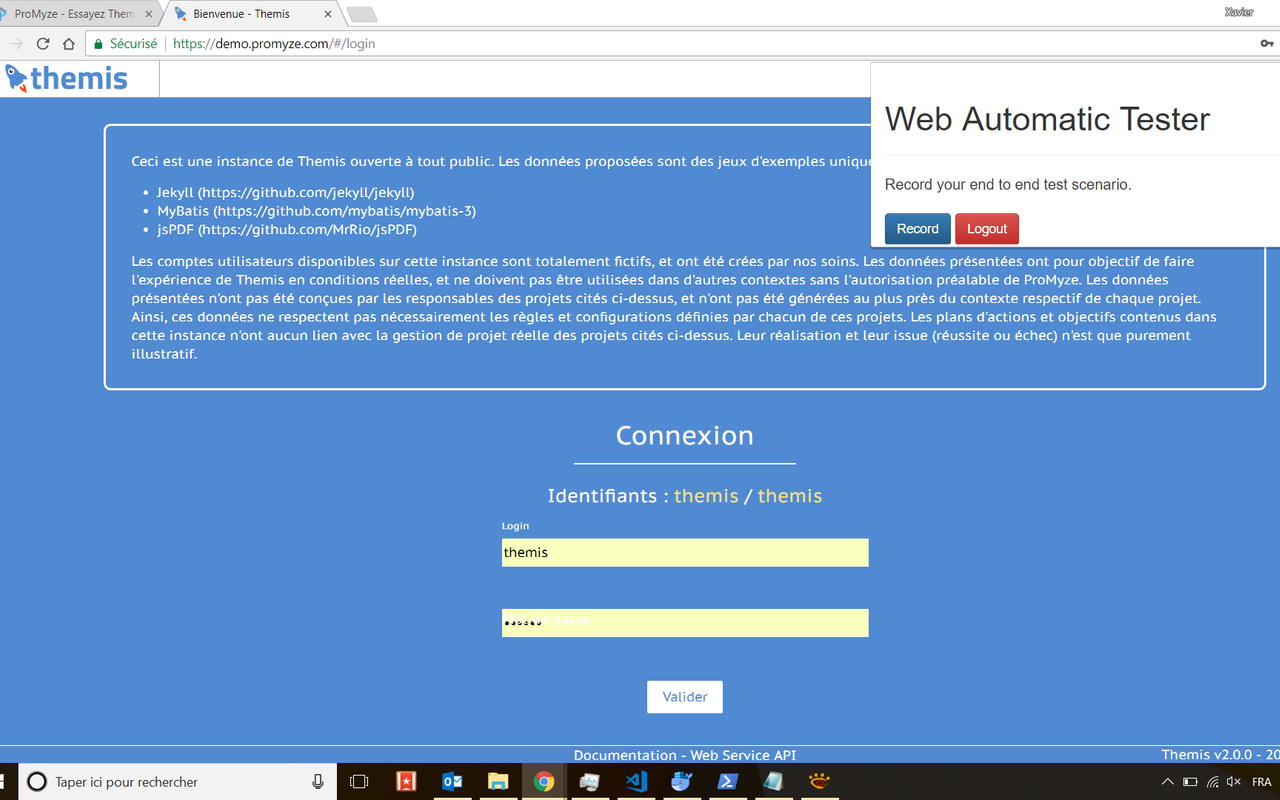 ProMyze - Essayez Them
Bienvenue - Themis
Xavier
Sécurisé
https://demo.promyze.com/#/login
themis
Web Automatic Tester
Record your end to end test scenario.
Record
Logout
Ceci est une instance de Themis ouverte à tout public. Les données proposées sont des jeux d'exemples
Jekyll (https://github.com/jekyll/jekyll)
MyBatis (https://github.com/mybatis/mybatis-3)
jsPDF (https://github.com/MrRio/jsPDF)
Les comptes utilisateurs disponibles sur cette instance sont totalement fictifs, et ont été crées par nos soins. Les données présentées ont pour objectif de faire
l'expérience de Themis en conditions réelles, et ne doivent pas être utilisées dans d'autres contextes sans l'autorisation préalable de ProMyze. Les données
présentées n'ont pas été conçues par les responsables des projets cités ci-dessus, et n'ont pas été générées au plus près du contexte respectif de chaque projet.
Ainsi, ces données ne respectent pas nécessairement les règles et configurations définies par chacun de ces projets. Les plans d'actions et objectifs contenus dans
cette instance n'ont aucun lien avec la gestion de projet réelle des projets cités ci-dessus. Leur réalisation et leur issue (réussite ou échec) n'est que purement
illustratif.
Connexion
Identifiants : themis / themis
Login
themis
passe
Valider
Documentation - Web Service API
Themis v2.0.0 - 20
Taper ici pour rechercher
FRA